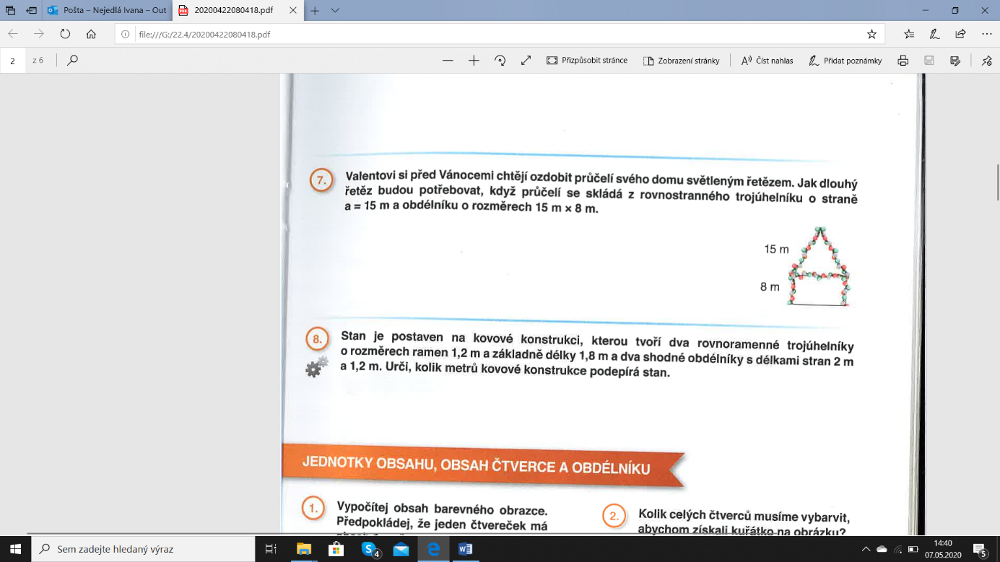 Pošta – Nejedlá Ivana – Out
20200422080418.pdf
file:///G:/22.4/20200422080418.pdf
2 z 6
Přizpůsobit stránce
Zobrazení stránky
Číst nahlas
Přidat poznámky
7.
Valentovi si před Vánocemi chtějí ozdobit průčelí svého domu světleným řetězem. Jak dlouhý
řetěz budou potřebovat, když průčelí se skládá z rovnostranného trojúhelníku o straně
a = 15 m a obdélníku o rozměrech 15 m × 8 m.
15 m
8 m
8.
Stan je postaven na kovové konstrukci, kterou tvoří dva rovnoramenné trojúhelníky
o rozměrech ramen 1,2 m a základně délky 1,8 m a dva shodné obdélníky s délkami stran 2 m
a 1,2 m. Urči, kolik metrů kovové konstrukce podepírá stan.
JEDNOTKY OBSAHU, OBSAH ČTVERCE A OBDÉLNÍKU
1.
Vypočítej obsah barevného obrazce.
Předpokládej, že jeden čtvereček má
2.
Kolik celých čtverců musíme vybarvit,
abychom získali kuřátko na obrázku?
Sem zadejte hledaný výraz
4
14:40
07.05.2020
5